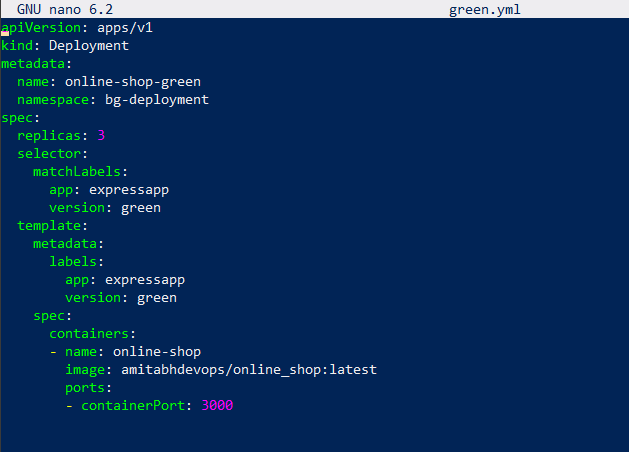 GNU nano 6.2 green.yml
apiVersion: apps/v1
kind: Deployment
metadata:
  name: online-shop-green
  namespace: bg-deployment
spec:
  replicas: 3
  selector:
    matchLabels:
      app: expressapp
      version: green
  template:
    metadata:
      labels:
        app: expressapp
        version: green
    spec:
      containers:
      - name: online-shop
        image: amitabhdevops/online_shop:latest
        ports:
        - containerPort: 3000